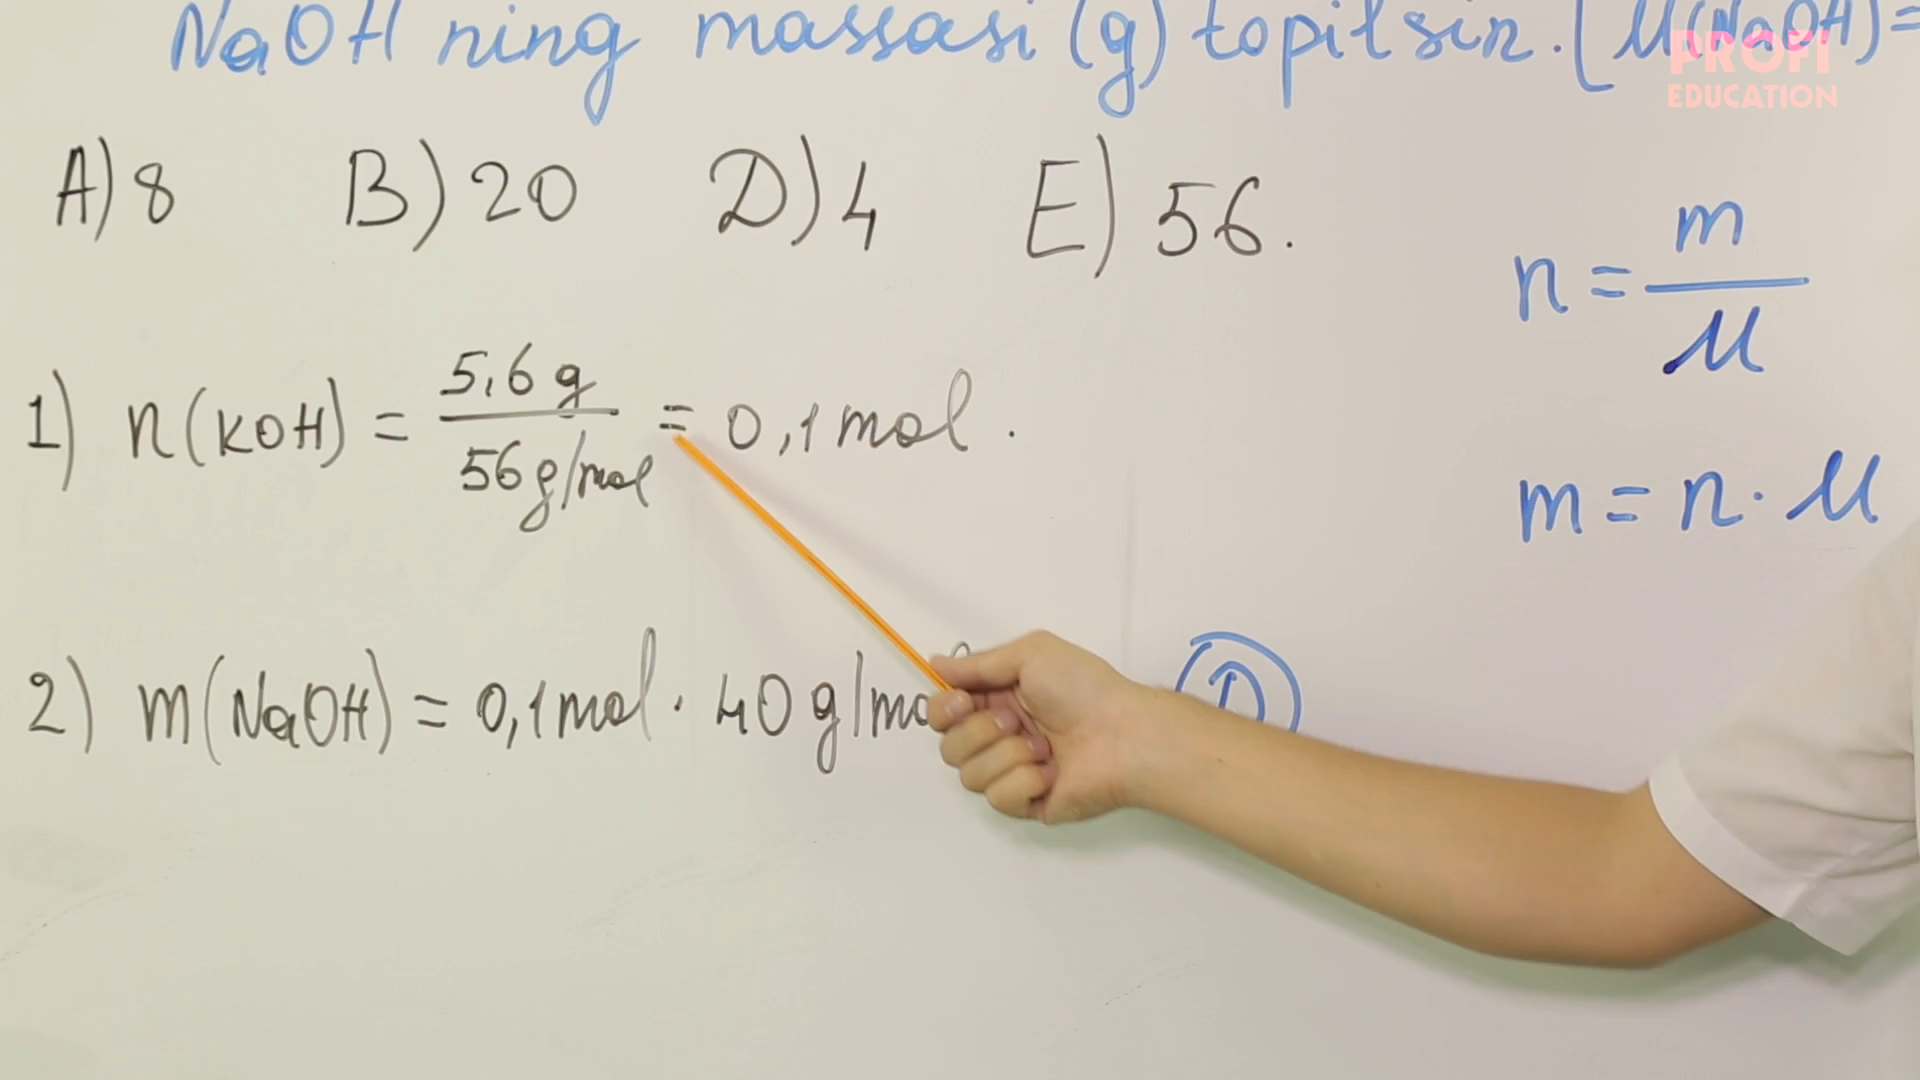 NaOH ning massasi (g) topilsin. [M(NaOH)=
PROFI
EDUCATION
A) 8 B) 20 D) 4 E) 56.
n = m / M
1) n(KOH) = 5,6 g / 56 g/mol = 0,1 mol.
m = n · M
2) m(NaOH) = 0,1 mol · 40 g/mol D